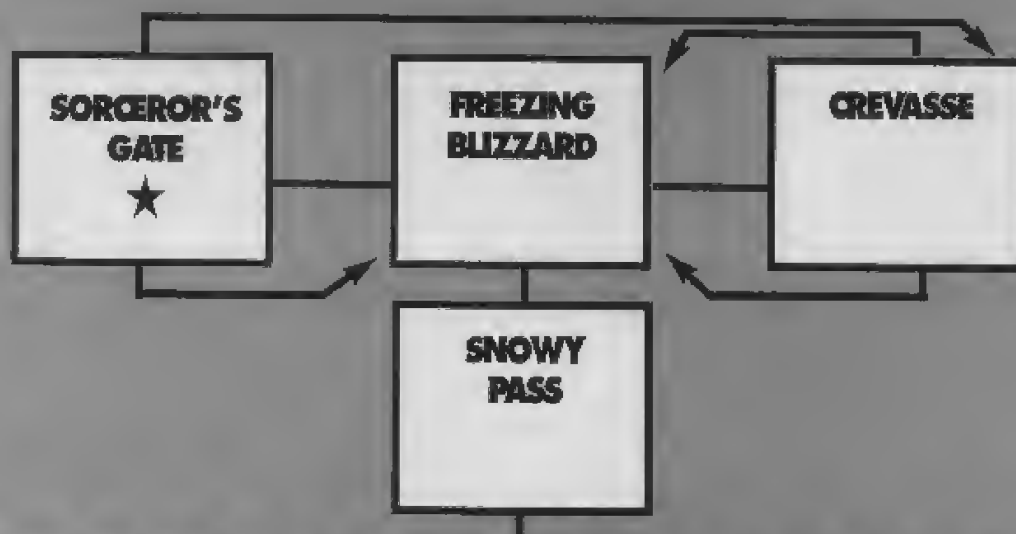 SORCEROR'S
GATE
FREEZING
BLIZZARD
CREVASSE
SNOWY
PASS